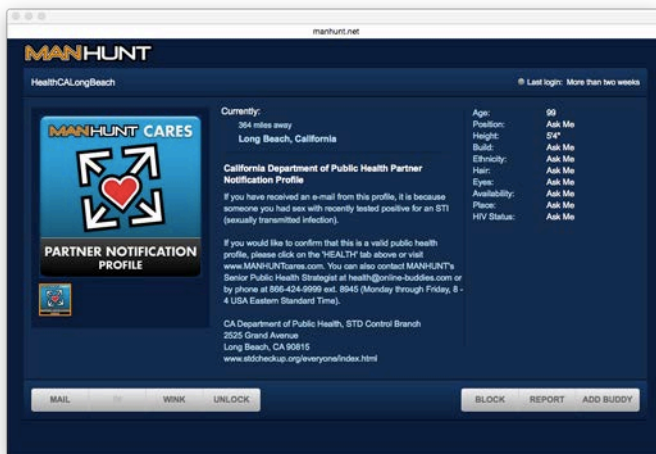 manhunt.net
MANHUNT
HealthCALongBeach
Last login: More than two weeks
MANHUNT CARES
PARTNER NOTIFICATION
PROFILE
Currently:
364 miles away
Long Beach, California
California Department of Public Health Partner
Notification Profile
If you have received an e-mail from this profile, it is because
someone you had sex with recently tested positive for an STI
(sexually transmitted infection).
If you would like to confirm that this is a valid public health
profile, please click on the 'HEALTH' tab above or visit
www.MANHUNTcares.com. You can also contact MANHUNT's
Senior Public Health Strategist at health@online-buddies.com or
by phone at 866-424-9999 ext. 8945 (Monday through Friday, 8 -
4 USA Eastern Standard Time).
CA Department of Public Health, STD Control Branch
2525 Grand Avenue
Long Beach, CA 90815
www.stdcheckup.org/everyone/index.html
Age: 99
Position: Ask Me
Height: 5'4"
Build: Ask Me
Ethnicity: Ask Me
Hair: Ask Me
Eyes: Ask Me
Availability: Ask Me
Place: Ask Me
HIV Status: Ask Me
MAIL
WINK
UNLOCK
BLOCK
REPORT
ADD BUDDY